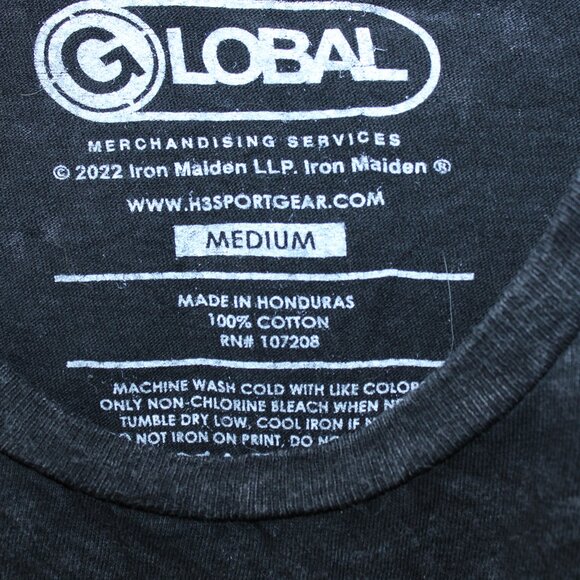 GLOBAL
MERCHANDISING SERVICES
© 2022 Iron Maiden LLP. Iron Maiden ®
WWW.H3SPORTGEAR.COM
MEDIUM
MADE IN HONDURAS
100% COTTON
RN# 107208
MACHINE WASH COLD WITH LIKE COLOR
ONLY NON-CHLORINE BLEACH WHEN
TUMBLE DRY LOW, COOL IRON IF
NOT IRON ON PRINT, DO